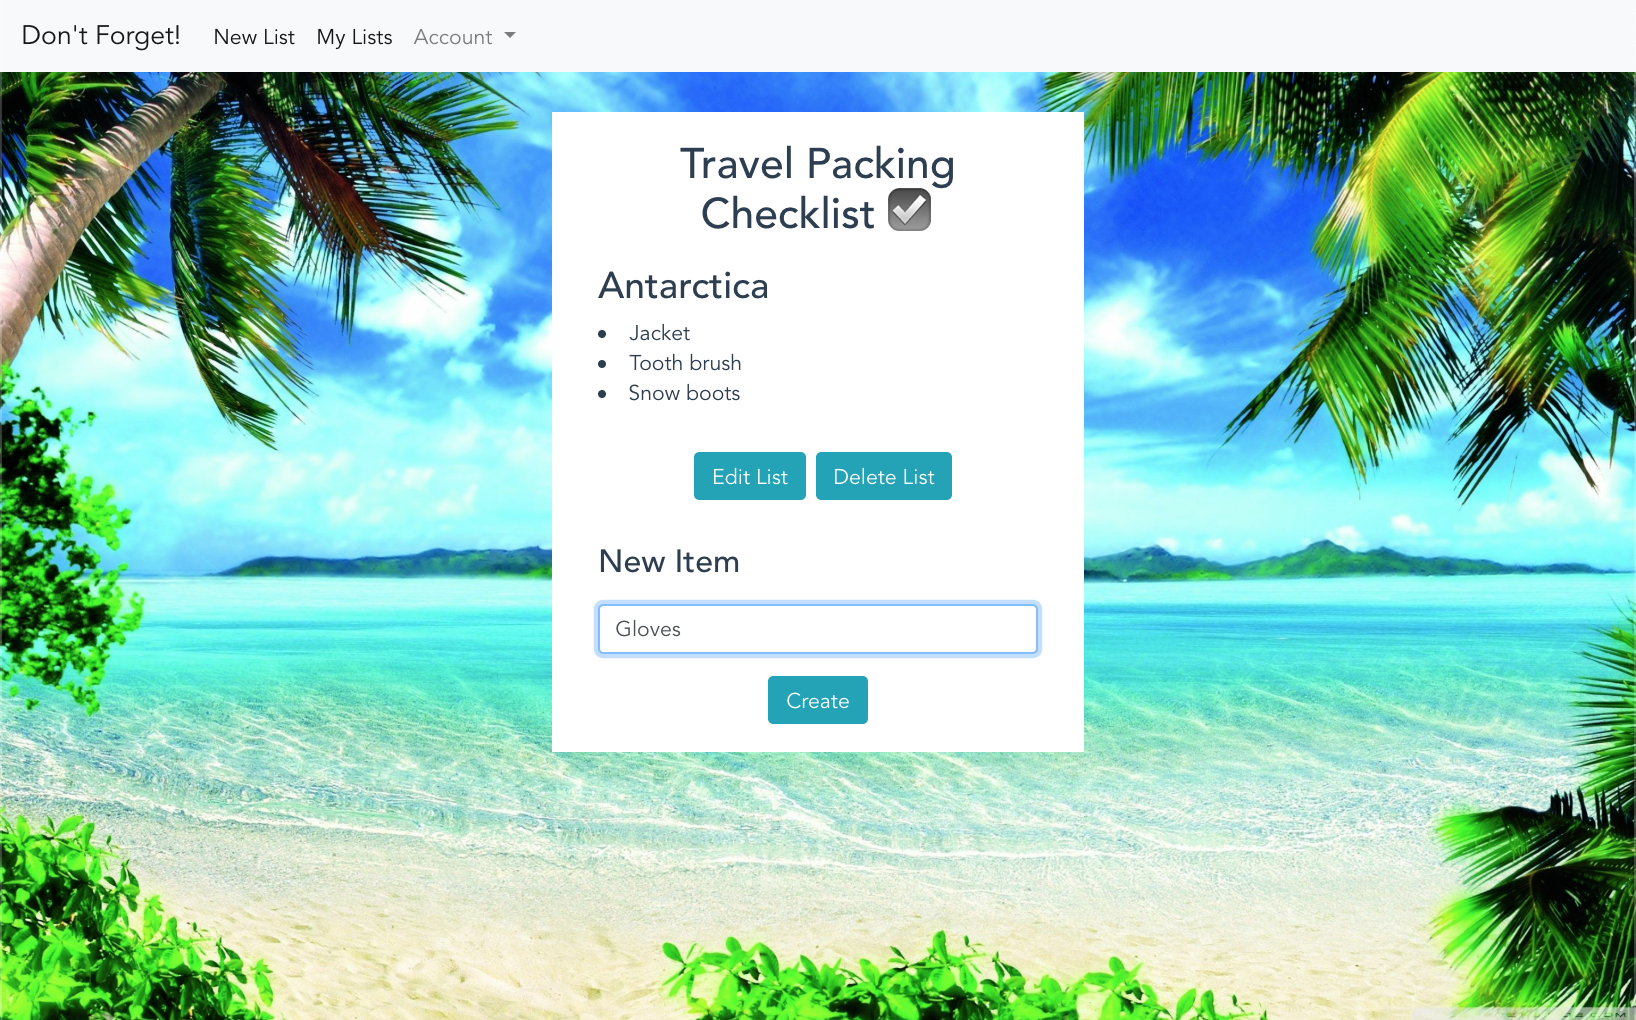 Don't Forget! New List My Lists Account
Travel Packing
Checklist
Antarctica
Jacket
Tooth brush
Snow boots
Edit List Delete List
New Item
Gloves
Create